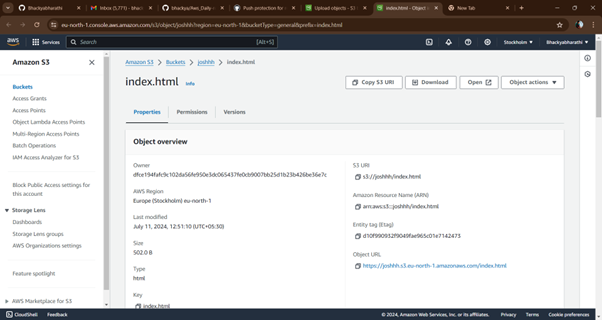 Bhackyabharathi
Inbox (5,771) - bhac
bhackya/Aws_Daily-
Push protection for
Upload objects - S3
index.html - Object
New Tab
eu-north-1.console.aws.amazon.com/s3/object/joshhh?region=eu-north-1&bucketType=general&prefix=index.html
aws
Services
Search
[Alt+S]
Stockholm
Bhackyabharathi
Amazon S3
Buckets
Access Grants
Access Points
Object Lambda Access Points
Multi-Region Access Points
Batch Operations
IAM Access Analyzer for S3
Block Public Access settings for
this account
Storage Lens
Dashboards
Storage Lens groups
AWS Organizations settings
Feature spotlight
AWS Marketplace for S3
Amazon S3 > Buckets > joshhh > index.html
index.html Info
Copy S3 URI
Download
Open
Object actions
Properties
Permissions
Versions
Object overview
Owner
dfce194fafc9c102da56fe950e3dc065437fe0cb9007bb25d1b23b426be36e7c
AWS Region
Europe (Stockholm) eu-north-1
Last modified
July 11, 2024, 12:51:10 (UTC+05:30)
Size
502.0 B
Type
html
Key
index.html
S3 URI
s3://joshhh/index.html
Amazon Resource Name (ARN)
arn:aws:s3:::joshhh/index.html
Entity tag (Etag)
d10f990932f9049fae965c01e7142473
Object URL
https://joshhh.s3.eu-north-1.amazonaws.com/index.html
CloudShell
Feedback
© 2024, Amazon Web Services, Inc. or its affiliates.
Privacy
Terms
Cookie preferences